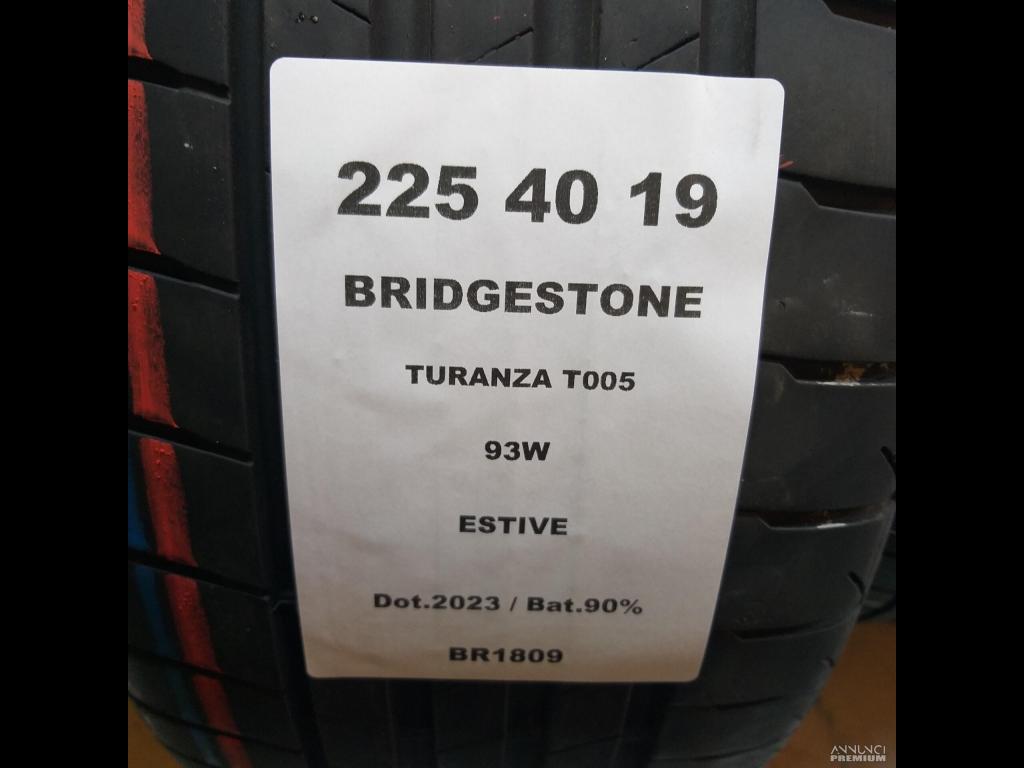 225 40 19
BRIDGESTONE
TURANZA T005
93W
ESTIVE
Dot.2023 / Bat.90%
BR1809
ANNUNCI
PREMIUM